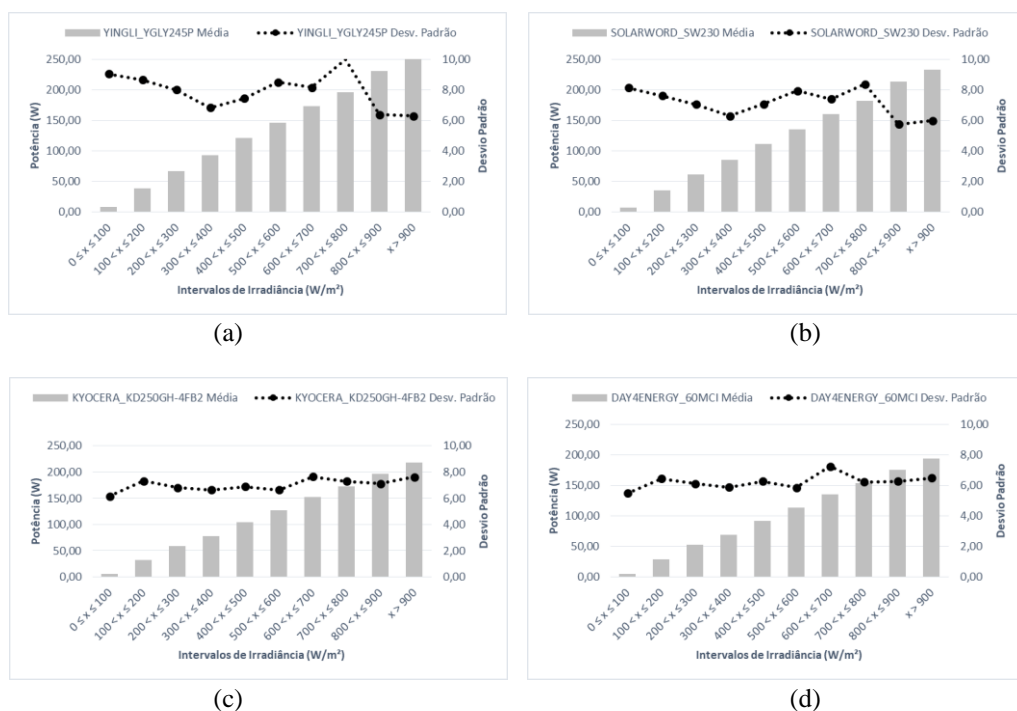 YINGLI_YGLY245P Média YINGLI_YGLY245P Desv. Padrão
250,00 10,00
200,00 8,00
150,00 6,00
100,00 4,00
50,00 2,00
0,00 0,00
Potência (W)
Desvio Padrão
0 ≤ x ≤ 100
100 < x ≤ 200
200 < x ≤ 300
300 < x ≤ 400
400 < x ≤ 500
500 < x ≤ 600
600 < x ≤ 700
700 < x ≤ 800
800 < x ≤ 900
x > 900
Intervalos de Irradiância (W/m²)
(a)
SOLARWORD_SW230 Média SOLARWORD_SW230 Desv. Padrão
250,00 10,00
200,00 8,00
150,00 6,00
100,00 4,00
50,00 2,00
0,00 0,00
Potência (W)
Desvio Padrão
0 ≤ x ≤ 100
100 < x ≤ 200
200 < x ≤ 300
300 < x ≤ 400
400 < x ≤ 500
500 < x ≤ 600
600 < x ≤ 700
700 < x ≤ 800
800 < x ≤ 900
x > 900
Intervalos de Irradiância (W/m²)
(b)
KYOCERA_KD250GH-4FB2 Média KYOCERA_KD250GH-4FB2 Desv. Padrão
250,00 10,00
200,00 8,00
150,00 6,00
100,00 4,00
50,00 2,00
0,00 0,00
Potência (W)
Desvio Padrão
0 ≤ x ≤ 100
100 < x ≤ 200
200 < x ≤ 300
300 < x ≤ 400
400 < x ≤ 500
500 < x ≤ 600
600 < x ≤ 700
700 < x ≤ 800
800 < x ≤ 900
x > 900
Intervalos de Irradiância (W/m²)
(c)
DAY4ENERGY_60MCI Média DAY4ENERGY_60MCI Desv. Padrão
250,00 10,00
200,00 8,00
150,00 6,00
100,00 4,00
50,00 2,00
0,00 0,00
Potência (W)
Desvio Padrão
0 ≤ x ≤ 100
100 < x ≤ 200
200 < x ≤ 300
300 < x ≤ 400
400 < x ≤ 500
500 < x ≤ 600
600 < x ≤ 700
700 < x ≤ 800
800 < x ≤ 900
x > 900
Intervalos de Irradiância (W/m²)
(d)